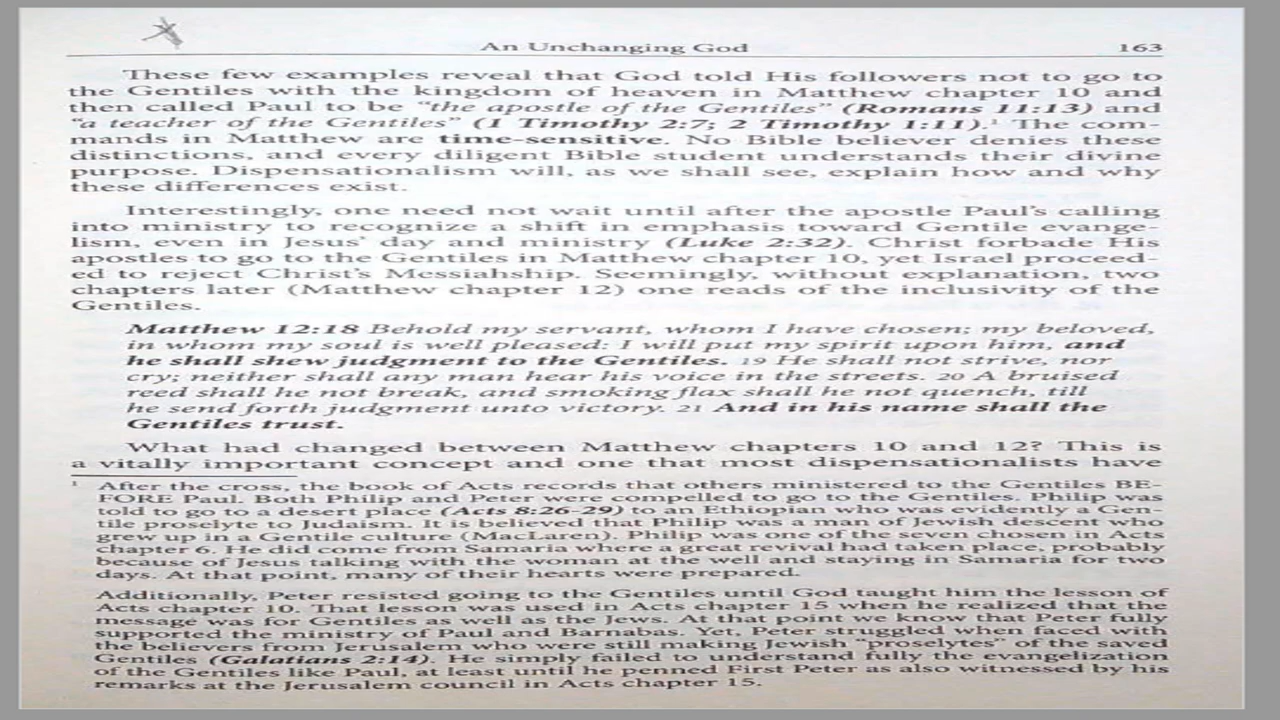 An Unchanging God 163
These few examples reveal that God told His followers not to go to
the Gentiles with the kingdom of heaven in Matthew chapter 10 and
then called Paul to be “the apostle of the Gentiles” (Romans 11:13) and
“a teacher of the Gentiles” (1 Timothy 2:7; 2 Timothy 1:11).¹ The com-
mands in Matthew are time-sensitive. No Bible believer denies these
distinctions, and every diligent Bible student understands their divine
purpose. Dispensationalism will, as we shall see, explain how and why
these differences exist.
Interestingly, one need not wait until after the apostle Paul’s calling
into ministry to recognize a shift in emphasis toward Gentile evange-
lism, even in Jesus’ day and ministry (Luke 2:32). Christ forbade His
apostles to go to the Gentiles in Matthew chapter 10, yet Israel proceed-
ed to reject Christ’s Messiahship. Seemingly, without explanation, two
chapters later (Matthew chapter 12) one reads of the inclusivity of the
Gentiles.
Matthew 12:18 Behold my servant, whom I have chosen; my beloved,
in whom my soul is well pleased: I will put my spirit upon him, and
he shall shew judgment to the Gentiles. 19 He shall not strive, nor
cry; neither shall any man hear his voice in the streets. 20 A bruised
reed shall he not break, and smoking flax shall he not quench, till
he send forth judgment unto victory. 21 And in his name shall the
Gentiles trust.
What had changed between Matthew chapters 10 and 12? This is
a vitally important concept and one that most dispensationalists have
¹ After the cross, the book of Acts records that others ministered to the Gentiles BE-
FORE Paul. Both Philip and Peter were compelled to go to the Gentiles. Philip was
told to go to a desert place (Acts 8:26-29) to an Ethiopian who was evidently a Gen-
tile proselyte to Judaism. It is believed that Philip was a man of Jewish descent who
grew up in a Gentile culture (MacLaren). Philip was one of the seven chosen in Acts
chapter 6. He did come from Samaria where a great revival had taken place, probably
because of Jesus talking with the woman at the well and staying in Samaria for two
days. At that point, many of their hearts were prepared.
Additionally, Peter resisted going to the Gentiles until God taught him the lesson of
Acts chapter 10. That lesson was used in Acts chapter 15 when he realized that the
message was for Gentiles as well as the Jews. At that point we know that Peter fully
supported the ministry of Paul and Barnabas. Yet, Peter struggled when faced with
the believers from Jerusalem who were still making Jewish “proselytes” of the saved
Gentiles (Galatians 2:14). He simply failed to understand fully the evangelization
of the Gentiles like Paul, at least until he penned First Peter as also witnessed by his
remarks at the Jerusalem council in Acts chapter 15.